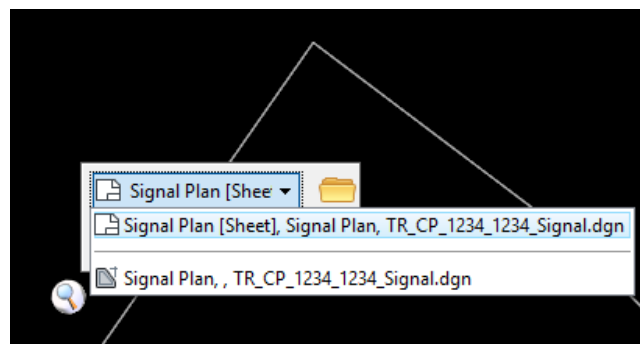 Signal Plan [Shee
Signal Plan [Sheet], Signal Plan, TR_CP_1234_1234_Signal.dgn
Signal Plan, , TR_CP_1234_1234_Signal.dgn